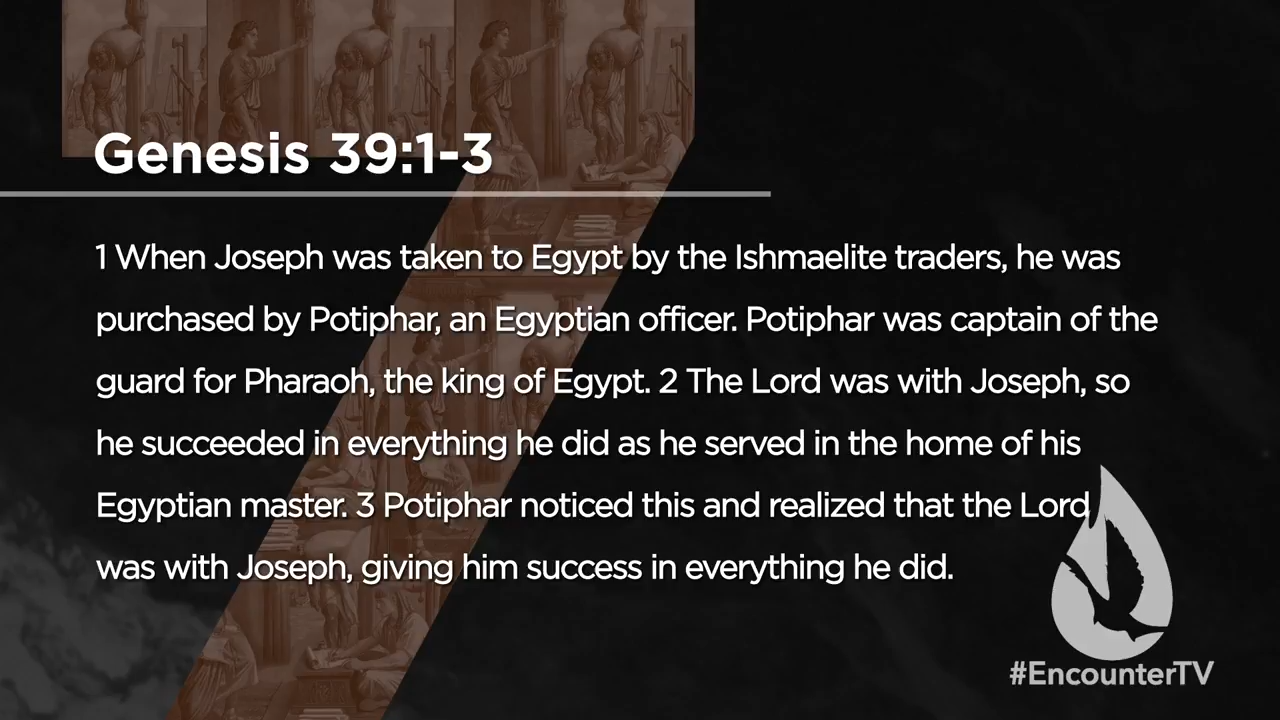 Genesis 39:1-3
1 When Joseph was taken to Egypt by the Ishmaelite traders, he was
purchased by Potiphar, an Egyptian officer. Potiphar was captain of the
guard for Pharaoh, the king of Egypt. 2 The Lord was with Joseph, so
he succeeded in everything he did as he served in the home of his
Egyptian master. 3 Potiphar noticed this and realized that the Lord
was with Joseph, giving him success in everything he did.
#EncounterTV